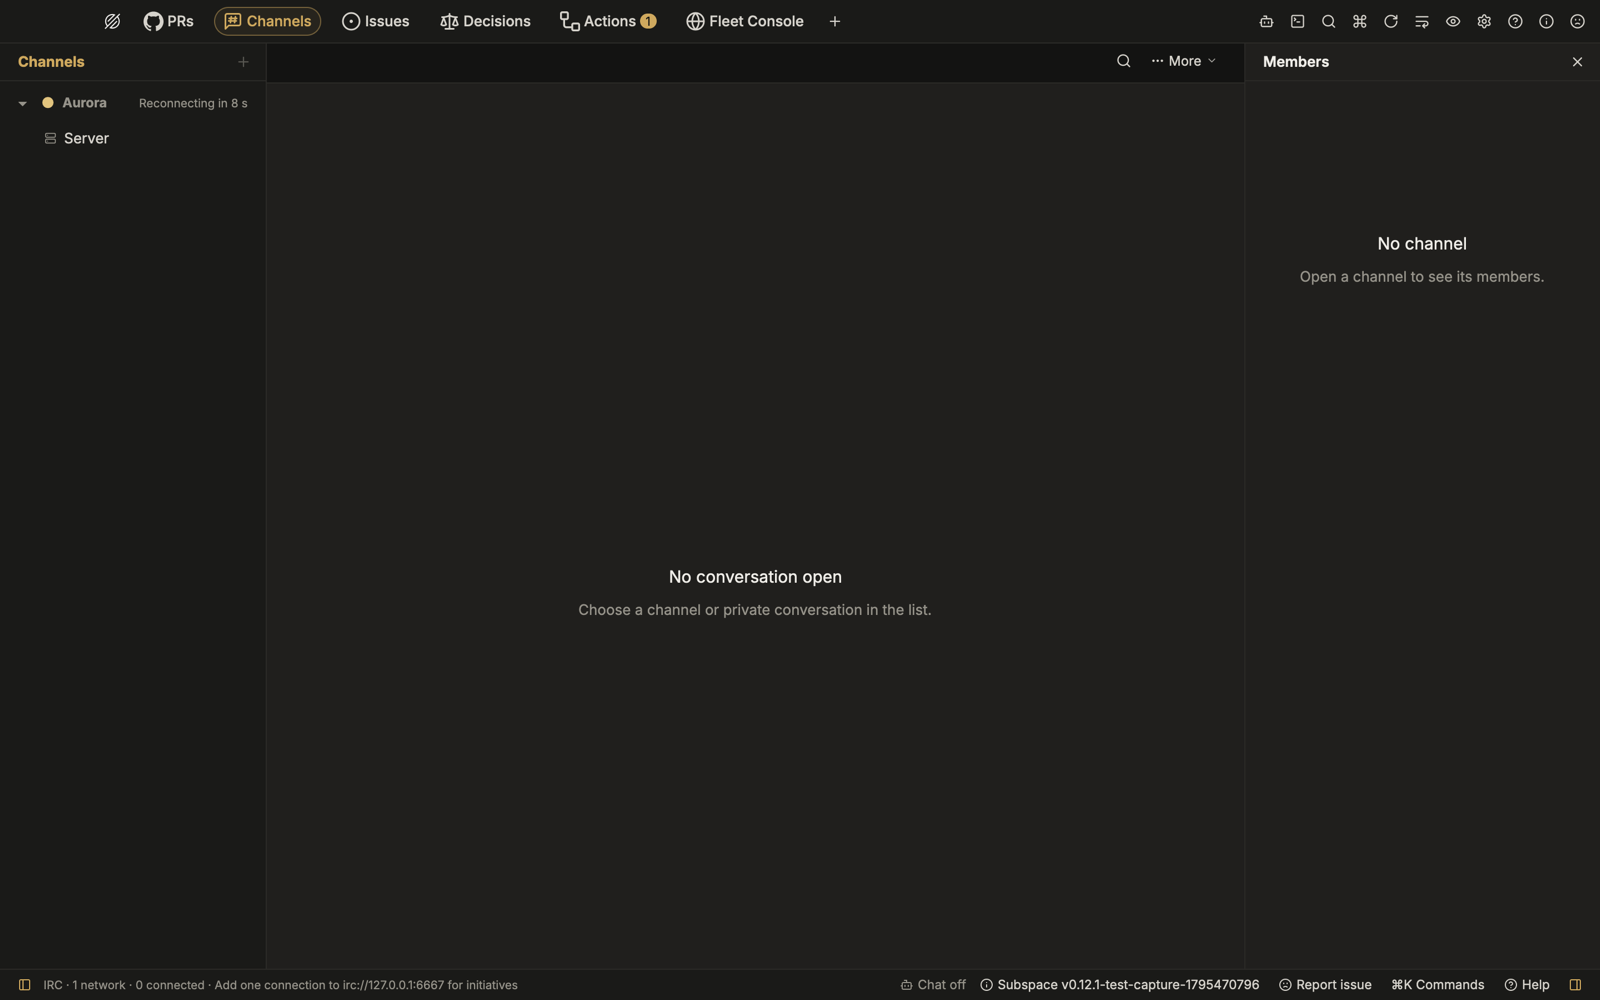 PRs
Channels
Issues
Decisions
Actions 1
Fleet Console
Channels
More
Members
Aurora
Reconnecting in 8 s
Server
No channel
Open a channel to see its members.
No conversation open
Choose a channel or private conversation in the list.
IRC · 1 network · 0 connected · Add one connection to irc://127.0.0.1:6667 for initiatives
Chat off
Subspace v0.12.1-test-capture-1795470796
Report issue
⌘K Commands
Help